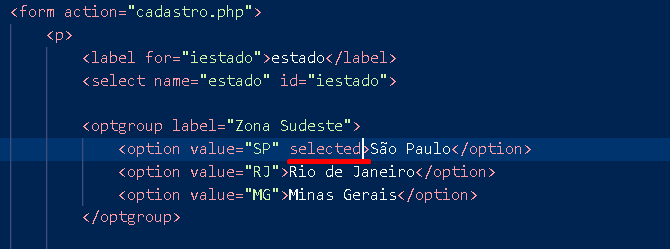 <form action="cadastro.php">
<p>
<label for="iestado">estado</label>
<select name="estado" id="iestado">
<optgroup label="Zona Sudeste">
<option value="SP" selected>São Paulo</option>
<option value="RJ">Rio de Janeiro</option>
<option value="MG">Minas Gerais</option>
</optgroup>